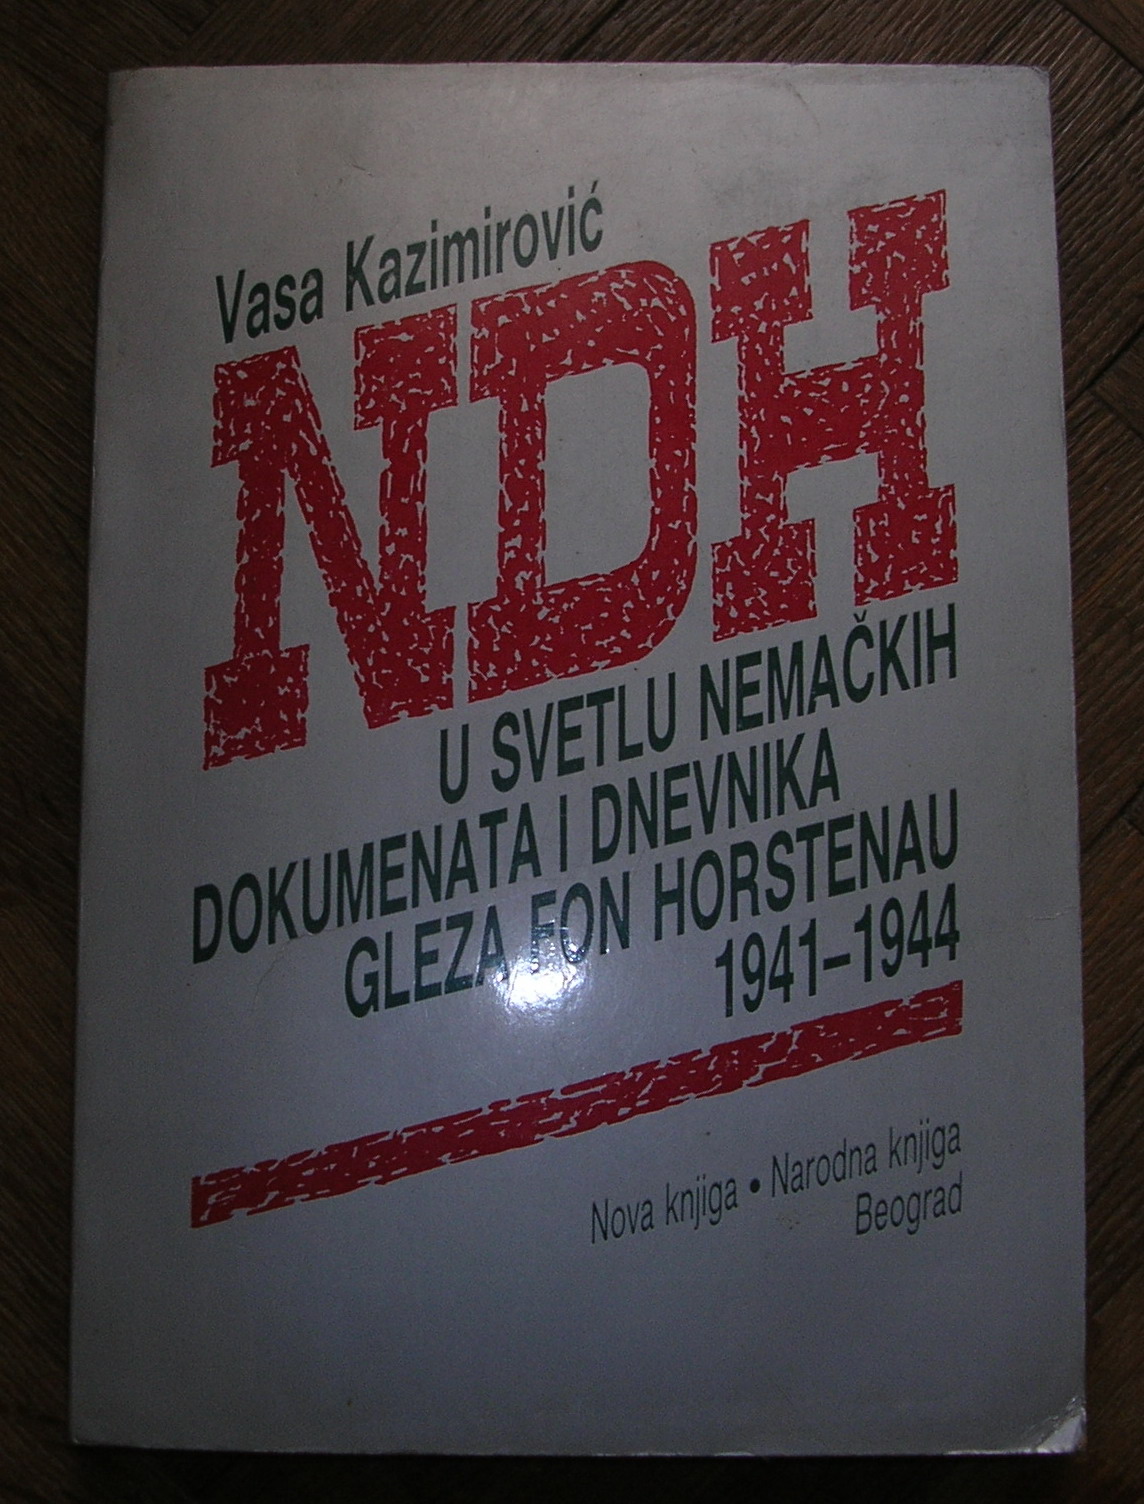 Vasa Kazimirović
NDH
U SVETLU NEMAČKIH
DOKUMENATA I DNEVNIKA
GLEZA FON HORSTENAU
1941–1944
Nova knjiga • Narodna knjiga
Beograd